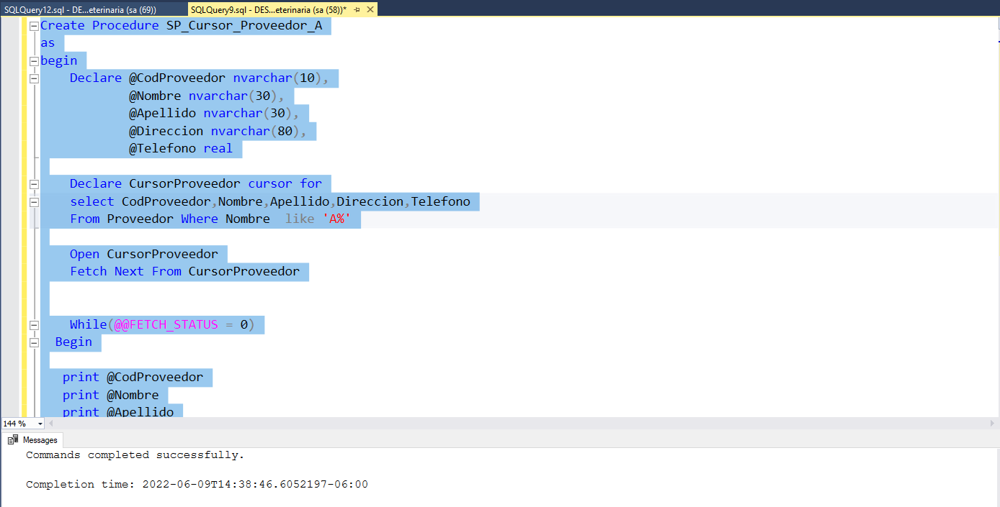 SQLQuery12.sql - DE...eterinaria (sa (69))
SQLQuery9.sql - DES...eterinaria (sa (58))*
Create Procedure SP_Cursor_Proveedor_A
as
begin
Declare @CodProveedor nvarchar(10),
@Nombre nvarchar(30),
@Apellido nvarchar(30),
@Direccion nvarchar(80),
@Telefono real
Declare CursorProveedor cursor for
select CodProveedor,Nombre,Apellido,Direccion,Telefono
From Proveedor Where Nombre  like 'A%'
Open CursorProveedor
Fetch Next From CursorProveedor
While(@@FETCH_STATUS = 0)
Begin
print @CodProveedor
print @Nombre
print @Apellido
144 %
Messages
Commands completed successfully.
Completion time: 2022-06-09T14:38:46.6052197-06:00